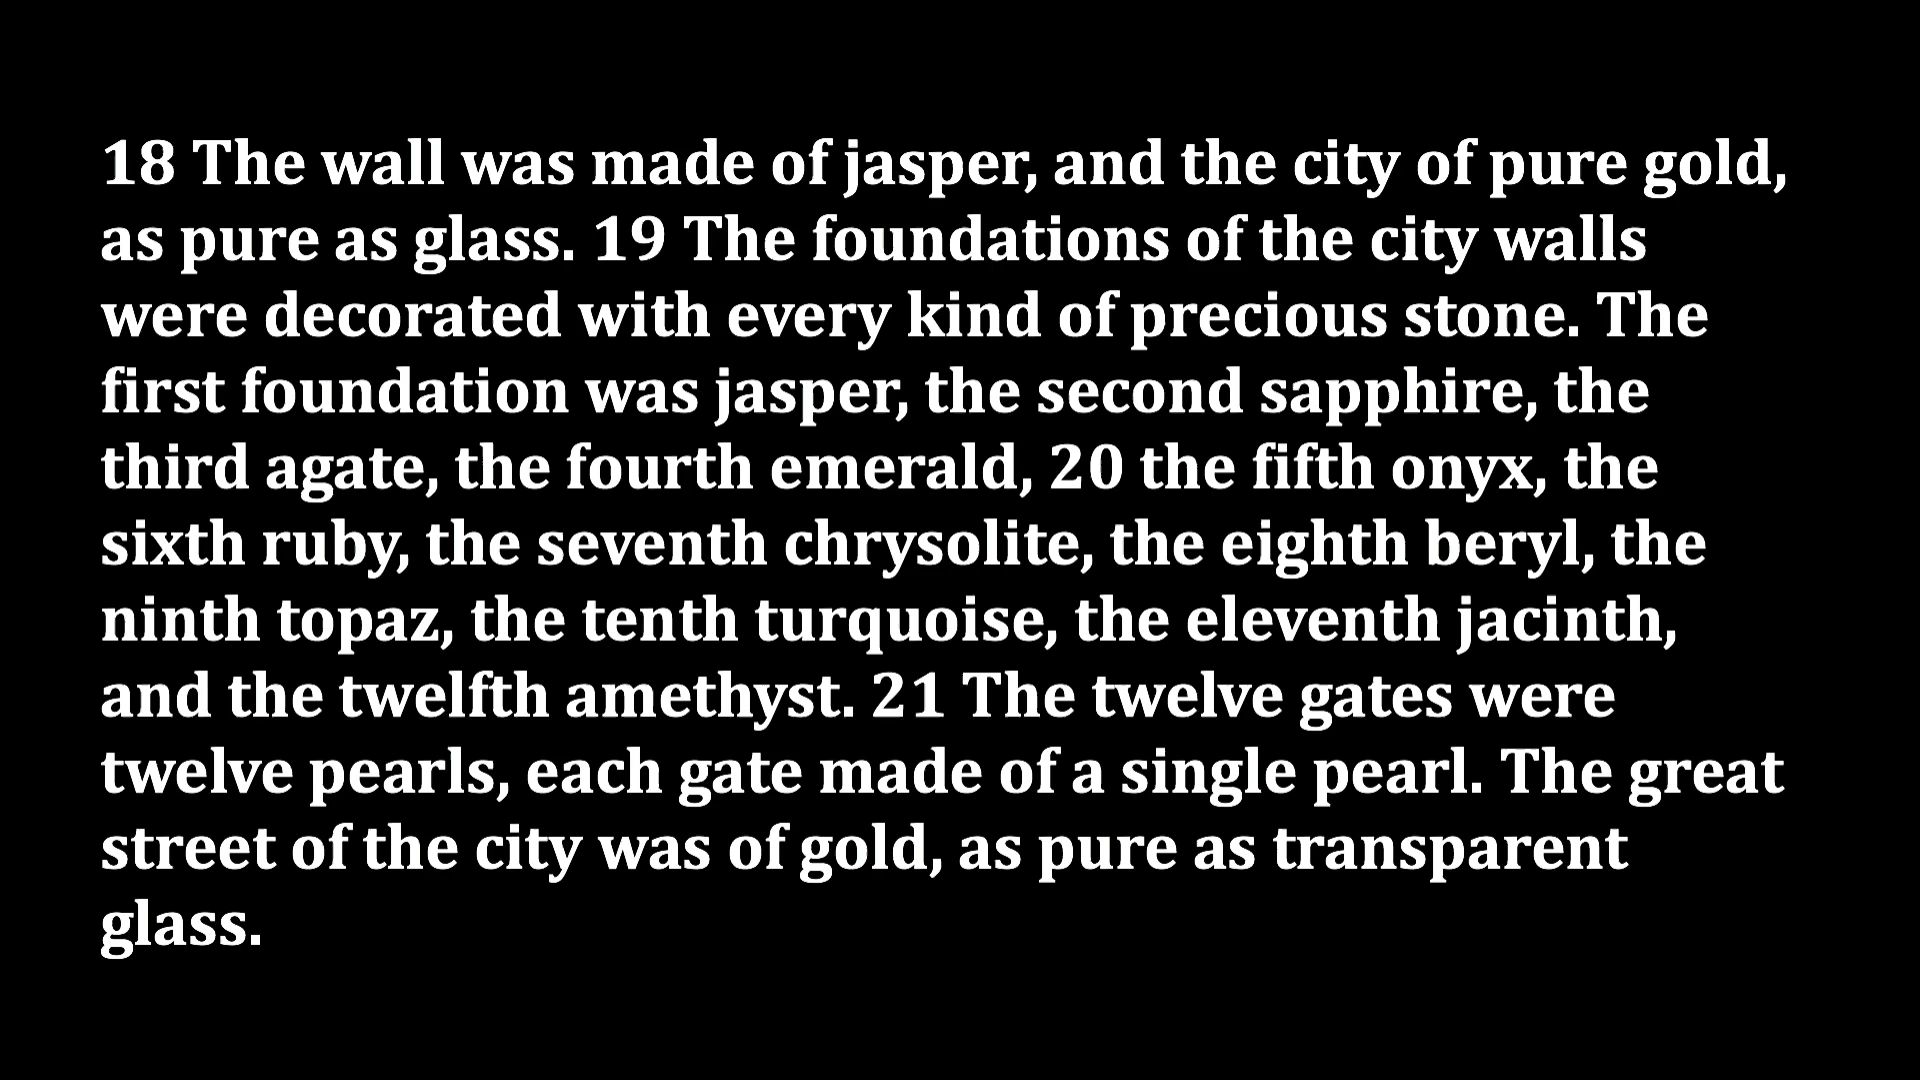 18 The wall was made of jasper, and the city of pure gold,
as pure as glass. 19 The foundations of the city walls
were decorated with every kind of precious stone. The
first foundation was jasper, the second sapphire, the
third agate, the fourth emerald, 20 the fifth onyx, the
sixth ruby, the seventh chrysolite, the eighth beryl, the
ninth topaz, the tenth turquoise, the eleventh jacinth,
and the twelfth amethyst. 21 The twelve gates were
twelve pearls, each gate made of a single pearl. The great
street of the city was of gold, as pure as transparent
glass.